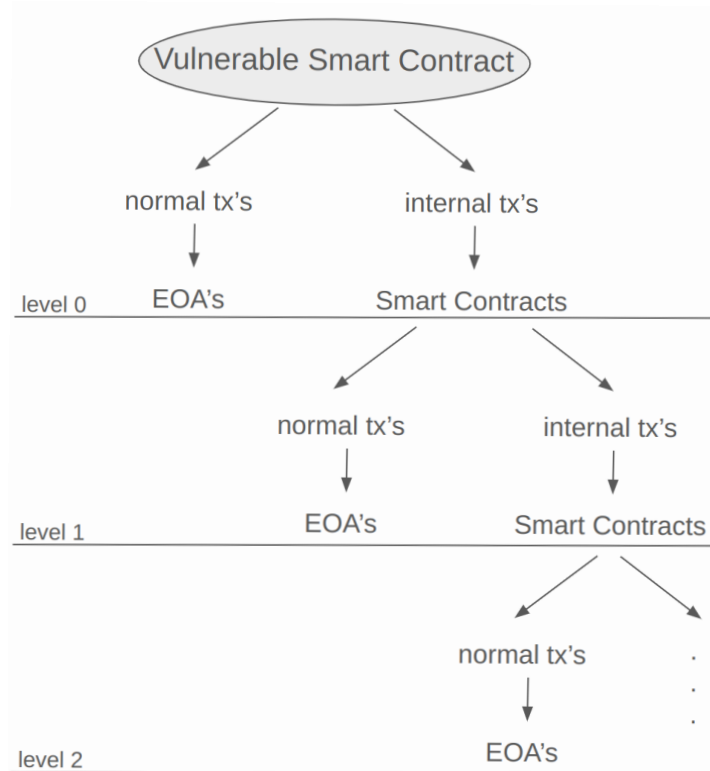 Vulnerable Smart Contract
normal tx's internal tx's
level 0 EOA's Smart Contracts
normal tx's internal tx's
level 1 EOA's Smart Contracts
normal tx's .
.
.
level 2 EOA's